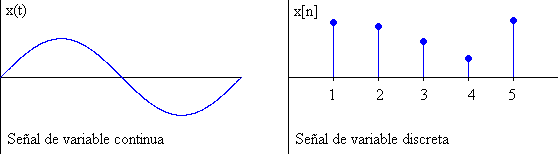 x(t)
Señal de variable continua
x[n]
1 2 3 4 5
Señal de variable discreta